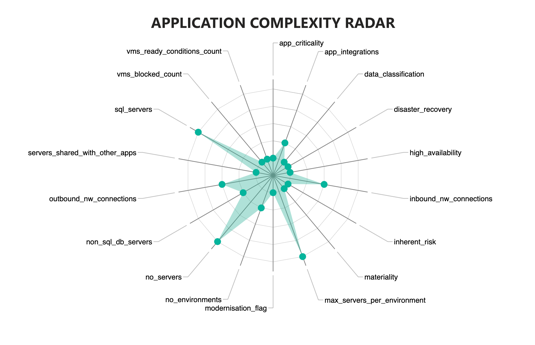 APPLICATION COMPLEXITY RADAR
app_criticality
vms_ready_conditions_count
app_integrations
vms_blocked_count
data_classification
sql_servers
disaster_recovery
servers_shared_with_other_apps
high_availability
outbound_nw_connections
inbound_nw_connections
non_sql_db_servers
inherent_risk
no_servers
materiality
no_environments
max_servers_per_environment
modernisation_flag